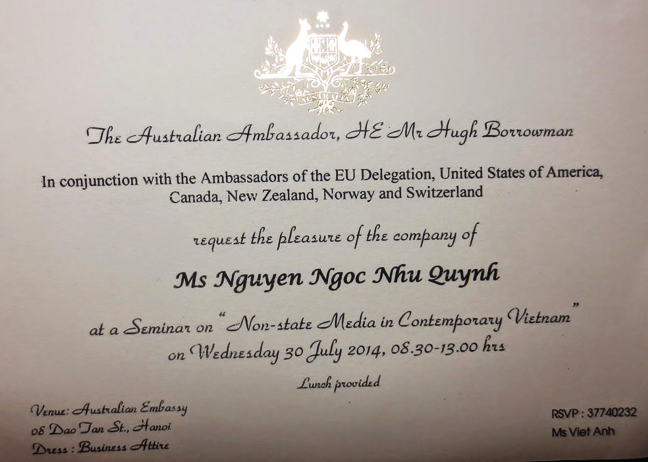 The Australian Ambassador, HE Mr Hugh Borrowman
In conjunction with the Ambassadors of the EU Delegation, United States of America,
Canada, New Zealand, Norway and Switzerland
request the pleasure of the company of
Ms Nguyen Ngoc Nhu Quynh
at a Seminar on "Non-state Media in Contemporary Vietnam"
on Wednesday 30 July 2014, 08.30-13.00 hrs
Lunch provided
Venue: Australian Embassy
08 Dao Tan St., Hanoi
Dress : Business Attire
RSVP : 37740232
Ms Viet Anh